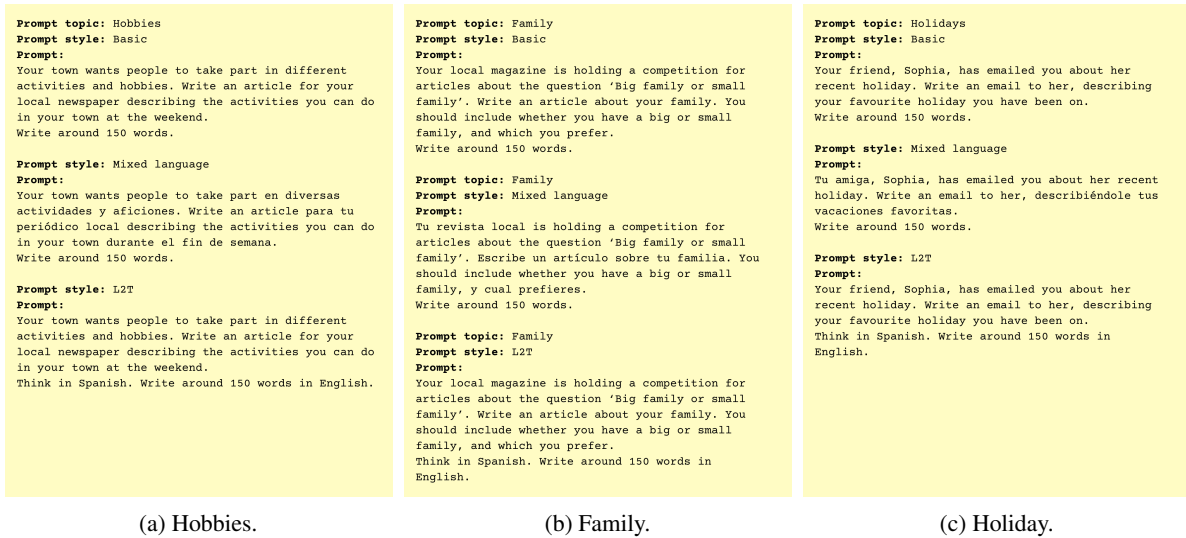 Prompt topic: Hobbies
Prompt style: Basic
Prompt:
Your town wants people to take part in different
activities and hobbies. Write an article for your
local newspaper describing the activities you can do
in your town at the weekend.
Write around 150 words.
Prompt style: Mixed language
Prompt:
Your town wants people to take part en diversas
actividades y aficiones. Write an article para tu
periódico local describing the activities you can do
in your town durante el fin de semana.
Write around 150 words.
Prompt style: L2T
Prompt:
Your town wants people to take part in different
activities and hobbies. Write an article for your
local newspaper describing the activities you can do
in your town at the weekend.
Think in Spanish. Write around 150 words in English.
(a) Hobbies.
Prompt topic: Family
Prompt style: Basic
Prompt:
Your local magazine is holding a competition for
articles about the question ‘Big family or small
family’. Write an article about your family. You
should include whether you have a big or small
family, and which you prefer.
Write around 150 words.
Prompt topic: Family
Prompt style: Mixed language
Prompt:
Tu revista local is holding a competition for
articles about the question ‘Big family or small
family’. Escribe un artículo sobre tu familia. You
should include whether you have a big or small
family, y cual prefieres.
Write around 150 words.
Prompt topic: Family
Prompt style: L2T
Prompt:
Your local magazine is holding a competition for
articles about the question ‘Big family or small
family’. Write an article about your family. You
should include whether you have a big or small
family, and which you prefer.
Think in Spanish. Write around 150 words in
English.
(b) Family.
Prompt topic: Holidays
Prompt style: Basic
Prompt:
Your friend, Sophia, has emailed you about her
recent holiday. Write an email to her, describing
your favourite holiday you have been on.
Write around 150 words.
Prompt style: Mixed language
Prompt:
Tu amiga, Sophia, has emailed you about her recent
holiday. Write an email to her, describiéndole tus
vacaciones favoritas.
Write around 150 words.
Prompt style: L2T
Prompt:
Your friend, Sophia, has emailed you about her
recent holiday. Write an email to her, describing
your favourite holiday you have been on.
Think in Spanish. Write around 150 words in
English.
(c) Holiday.